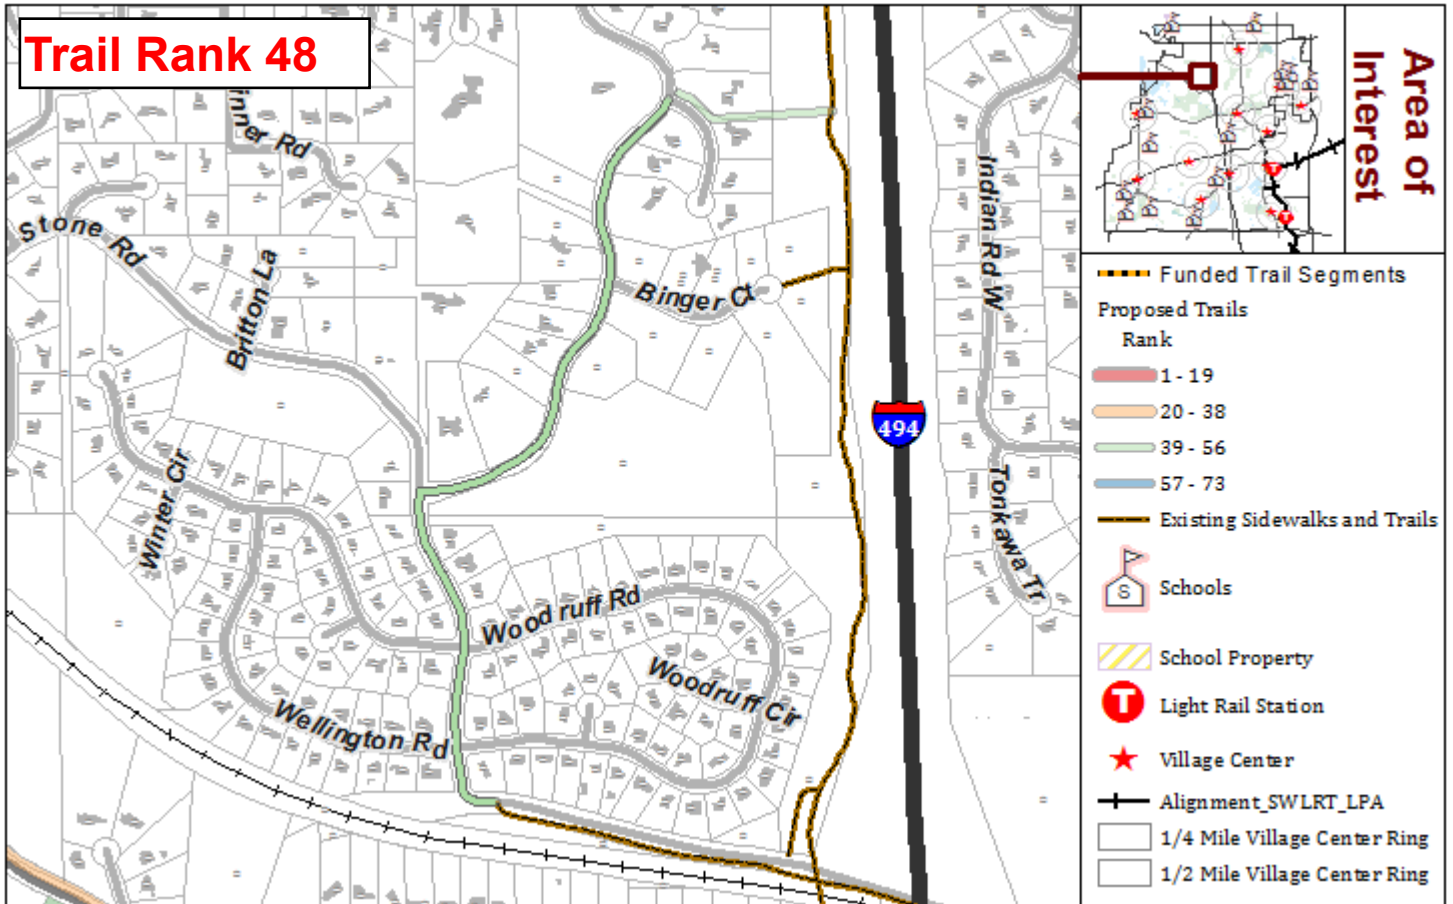 Trail Rank 48
inner Rd
Stone Rd
Britton La
Binger Ct
Indian Rd W
494
Winter Cir
Tonkawa Tr
Woodruff Rd
Woodruff Cir
Wellington Rd
Area of
Interest
T
T
Funded Trail Segments
Proposed Trails
Rank
1 - 19
20 - 38
39 - 56
57 - 73
Existing Sidewalks and Trails
S
Schools
School Property
T
Light Rail Station
Village Center
Alignment_SWLRT_LPA
1/4 Mile Village Center Ring
1/2 Mile Village Center Ring